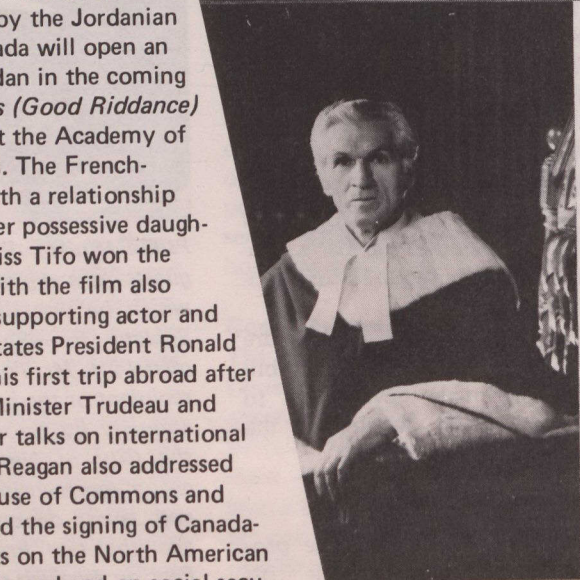 by the Jordanian
ada will open an
dan in the coming
s (Good Riddance)
t the Academy of
. The French-
th a relationship
er possessive daugh-
iss Tifo won the
ith the film also
supporting actor and
tates President Ronald
is first trip abroad after
Minister Trudeau and
r talks on international
Reagan also addressed
use of Commons and
d the signing of Canada-
s on the North American